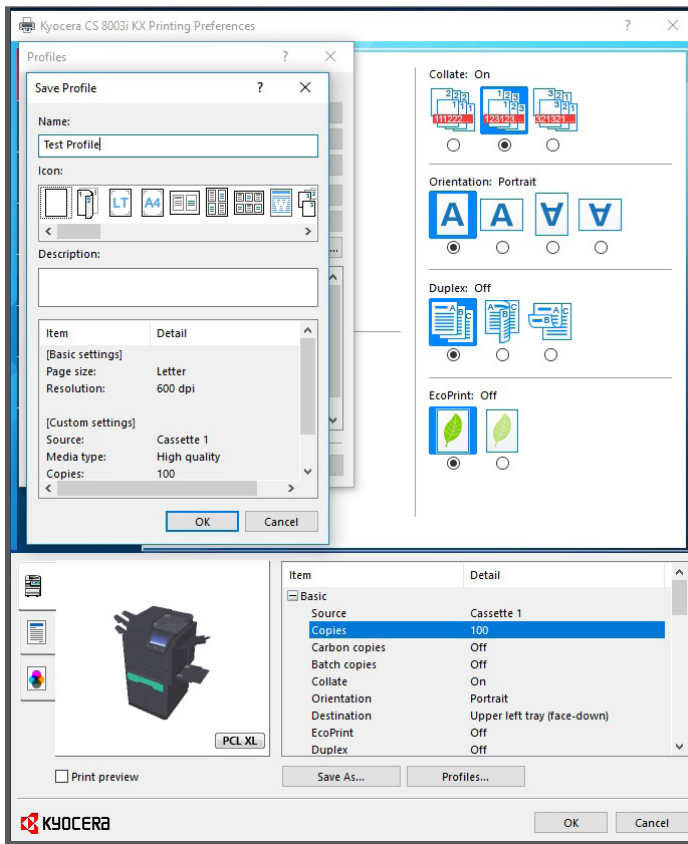 Kyocera CS 8003i KX Printing Preferences ? ×
Profiles ? ×
Save Profile ? ×
Name:
Test Profile
Icon:
LT A4 W
Description:
Item Detail
[Basic settings]
Page size: Letter
Resolution: 600 dpi
[Custom settings]
Source: Cassette 1
Media type: High quality
Copies: 100
OK Cancel
...
Collate: On
111222... 123123... 321321...
Orientation: Portrait
A A A A
Duplex: Off
A B C A B C A B C
EcoPrint: Off
Item Detail
Basic
Source Cassette 1
Copies 100
Carbon copies Off
Batch copies Off
Collate On
Orientation Portrait
Destination Upper left tray (face-down)
EcoPrint Off
Duplex Off
PCL XL
Print preview
Save As... Profiles...
KYOCERA
OK Cancel